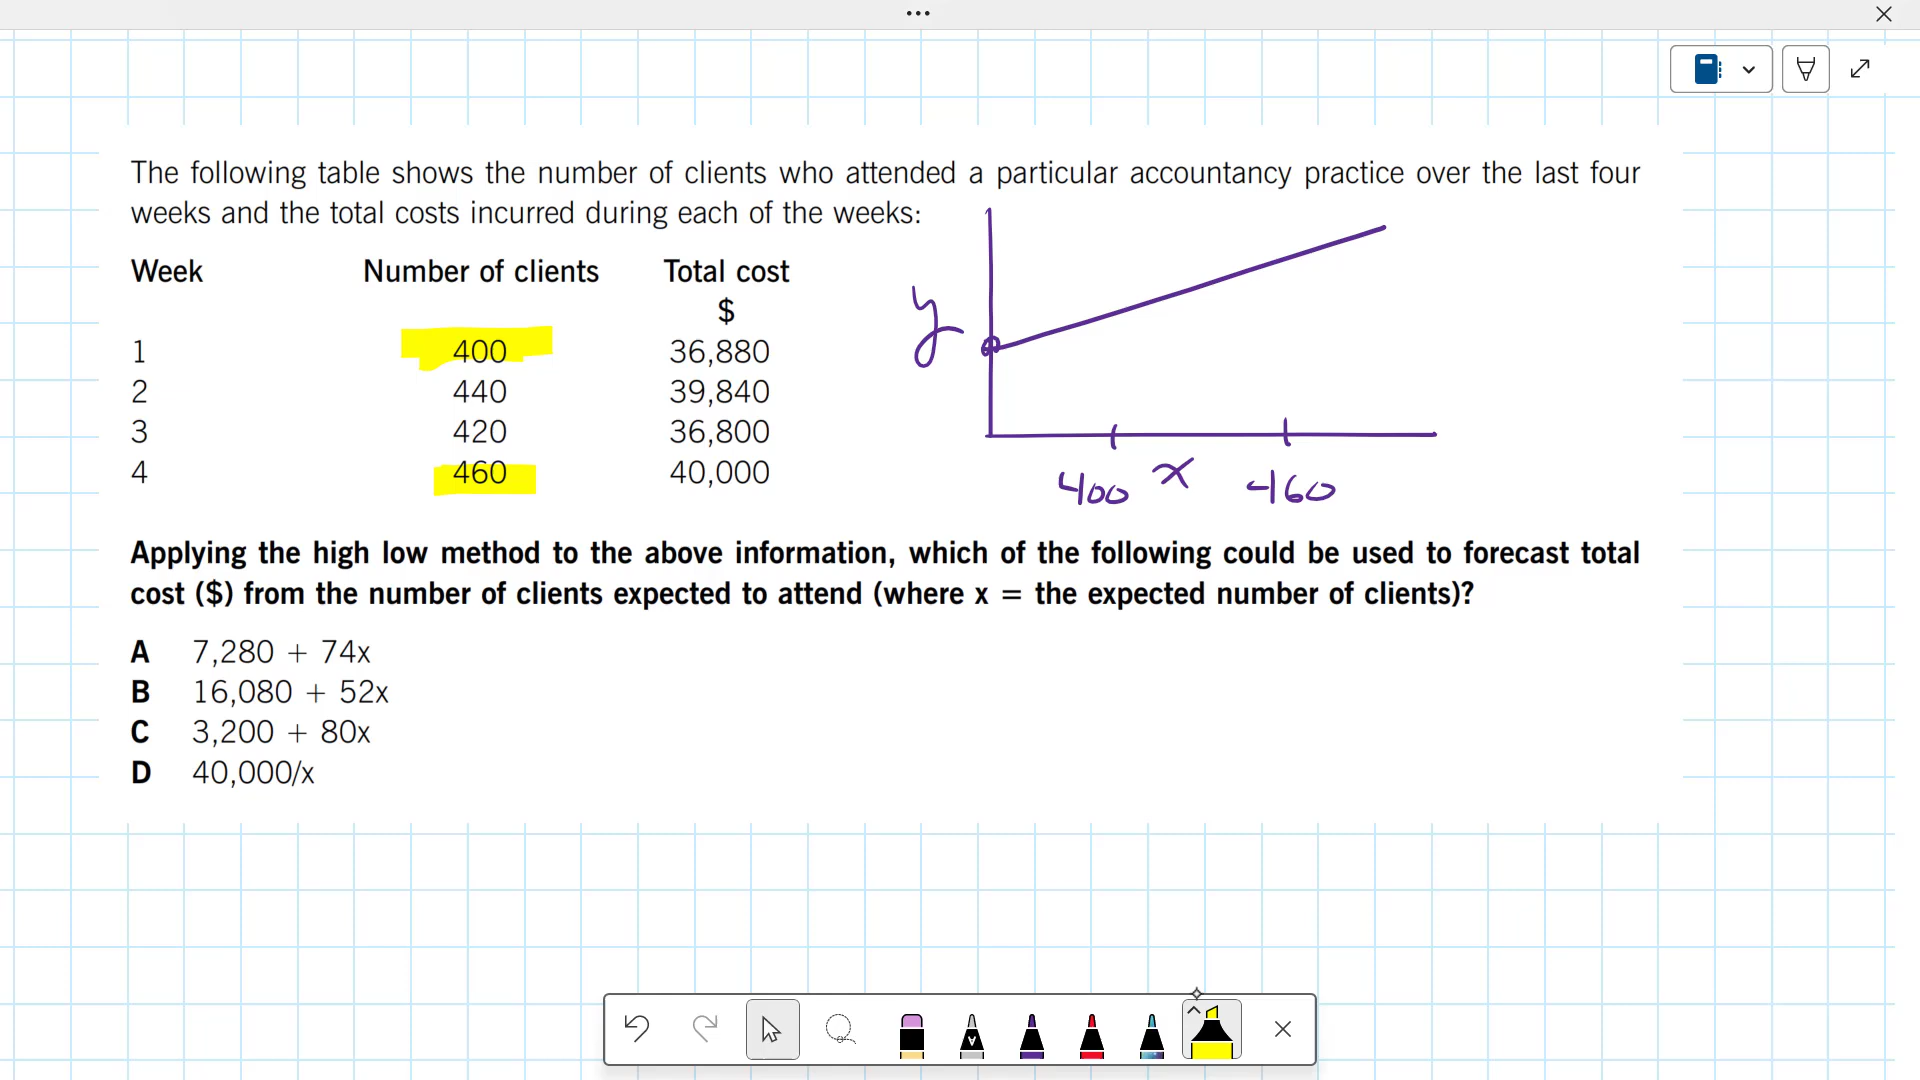 The following table shows the number of clients who attended a particular accountancy practice over the last four
weeks and the total costs incurred during each of the weeks:
Week Number of clients Total cost
$
1 400 36,880
2 440 39,840
3 420 36,800
4 460 40,000
y
400 x 460
Applying the high low method to the above information, which of the following could be used to forecast total
cost ($) from the number of clients expected to attend (where x = the expected number of clients)?
A 7,280 + 74x
B 16,080 + 52x
C 3,200 + 80x
D 40,000/x